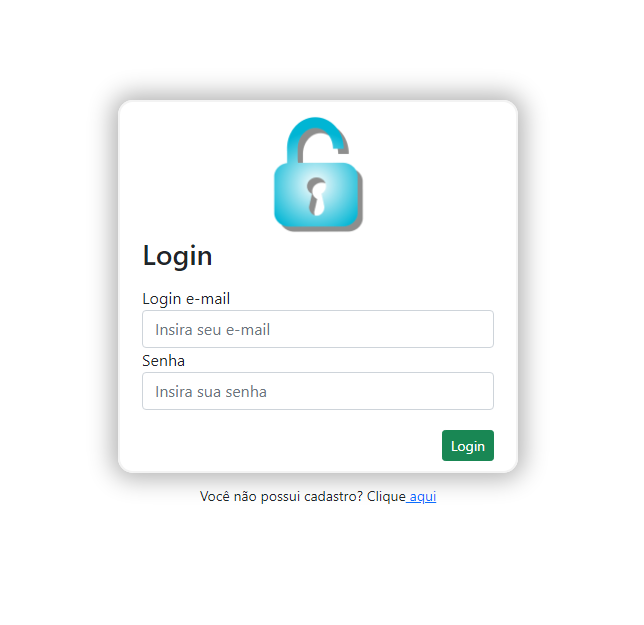 Login
Login e-mail
Insira seu e-mail
Senha
Insira sua senha
Login
Você não possui cadastro? Clique aqui